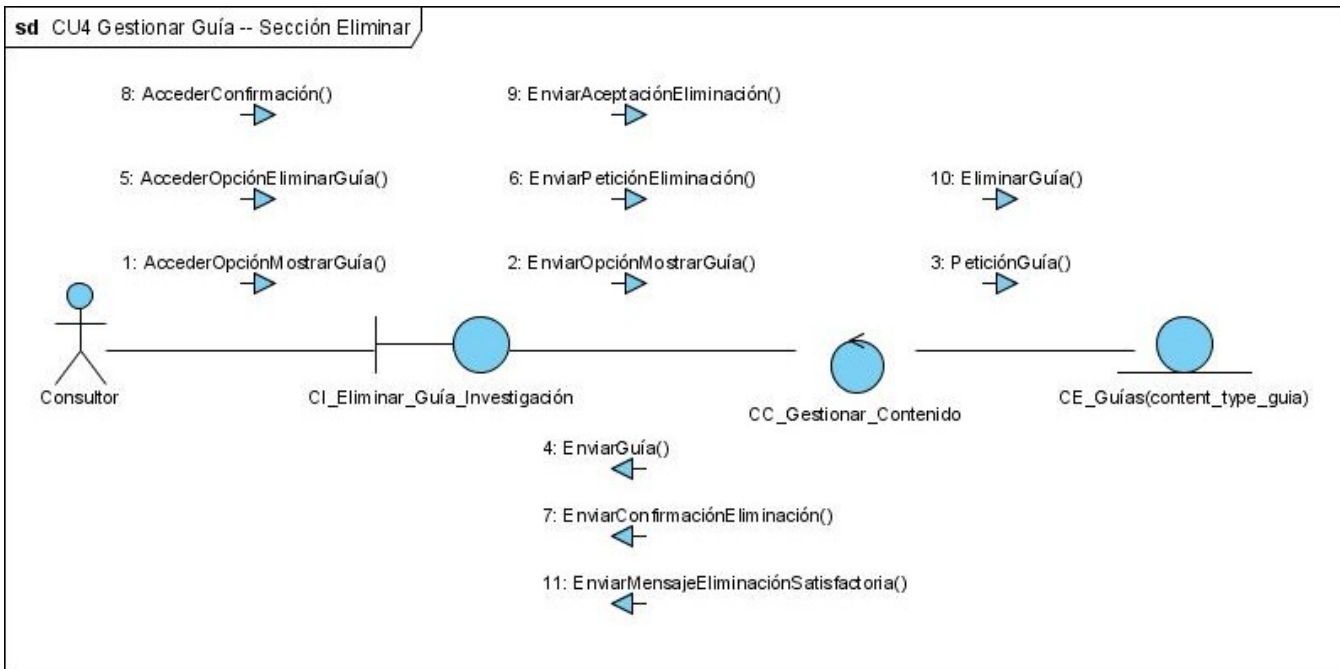 sd CU4 Gestionar Guía -- Sección Eliminar
8: AccederConfirmación()
9: EnviarAceptaciónEliminación()
5: AccederOpciónEliminarGuía()
6: EnviarPeticiónEliminación()
10: EliminarGuía()
1: AccederOpciónMostrarGuía()
2: EnviarOpciónMostrarGuía()
3: PeticiónGuía()
Consultor
CI_Eliminar_Guía_Investigación
CC_Gestionar_Contenido
CE_Guías(content_type_guia)
4: EnviarGuía()
7: EnviarConfirmaciónEliminación()
11: EnviarMensajeEliminaciónSatisfactoria()